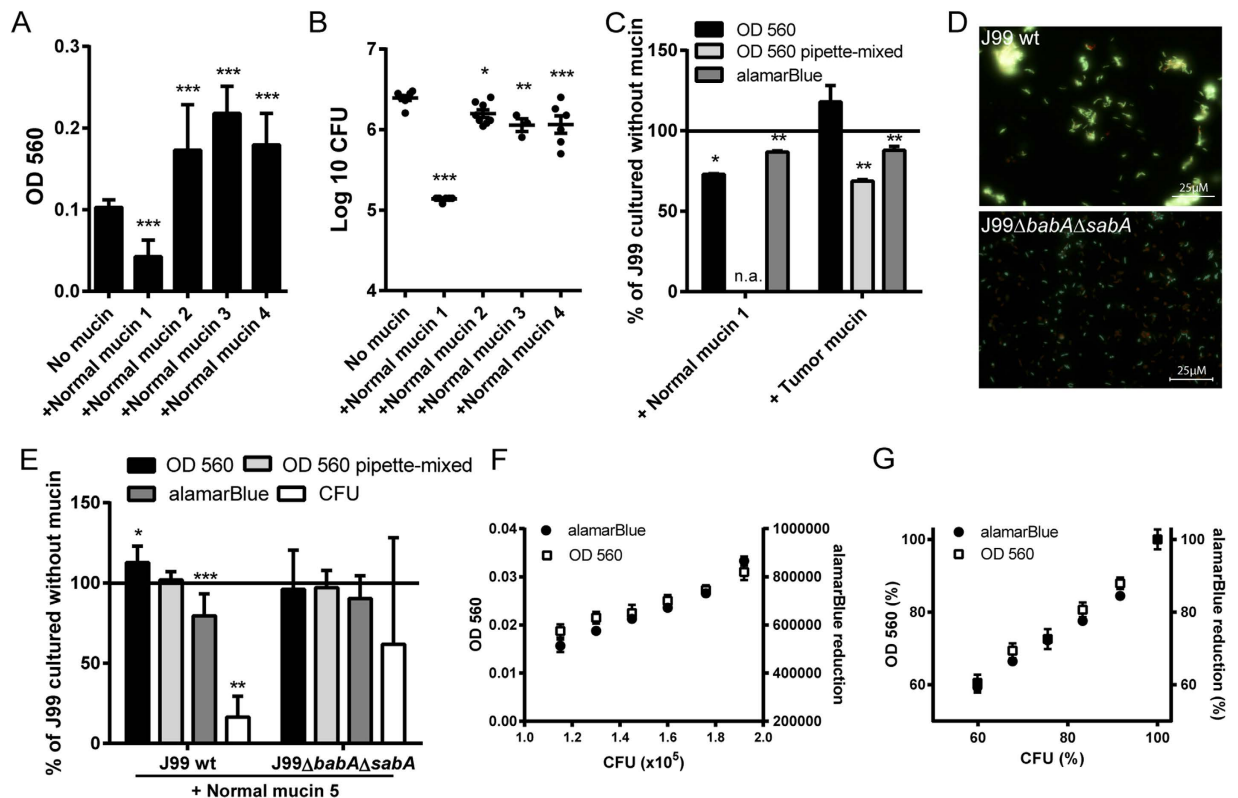 A
OD 560
0.3
0.2
0.1
0.0
***
***
***
***
No mucin
+Normal mucin 1
+Normal mucin 2
+Normal mucin 3
+Normal mucin 4
B
Log 10 CFU
7
6
5
4
***
*
**
***
No mucin
+Normal mucin 1
+Normal mucin 2
+Normal mucin 3
+Normal mucin 4
C
OD 560
OD 560 pipette-mixed
alamarBlue
% of J99 cultured without mucin
150
100
50
0
*
n.a.
**
**
**
+ Normal mucin 1
+ Tumor mucin
D
J99 wt
25µM
J99ΔbabAΔsabA
25µM
E
OD 560
OD 560 pipette-mixed
alamarBlue
CFU
% of J99 cultured without mucin
150
100
50
0
*
***
**
J99 wt
J99ΔbabAΔsabA
+ Normal mucin 5
F
alamarBlue
OD 560
OD 560
0.04
0.03
0.02
0.01
0.00
1000000
800000
600000
400000
200000
alamarBlue reduction
1.0
1.2
1.4
1.6
1.8
2.0
CFU (x10⁵)
G
alamarBlue
OD 560
OD 560 (%)
100
80
60
100
80
60
alamarBlue reduction (%)
60
80
100
CFU (%)